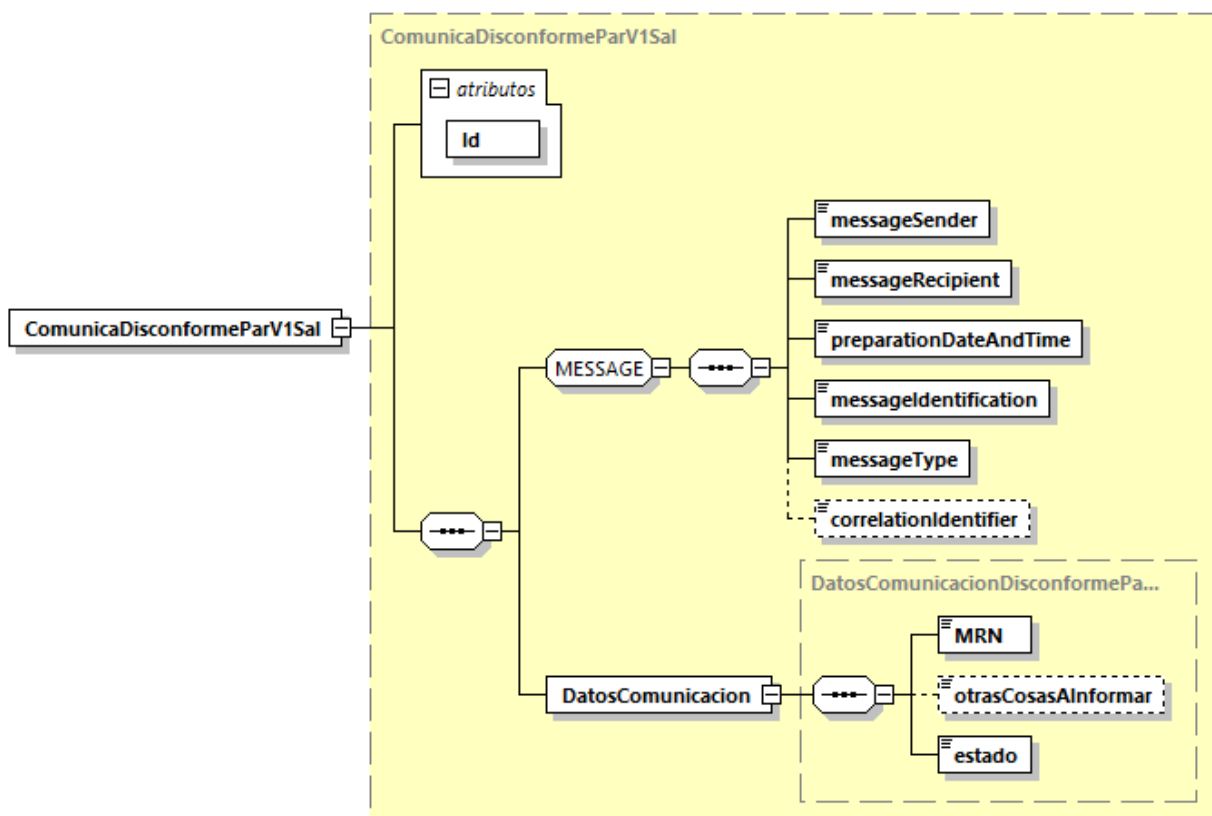 ComunicaDisconformeParV1Sal
atributos
Id
ComunicaDisconformeParV1Sal
MESSAGE
messageSender
messageRecipient
preparationDateAndTime
messageIdentification
messageType
correlationIdentifier
DatosComunicacion
DatosComunicacionDisconformePa...
MRN
otrasCosasAInformar
estado